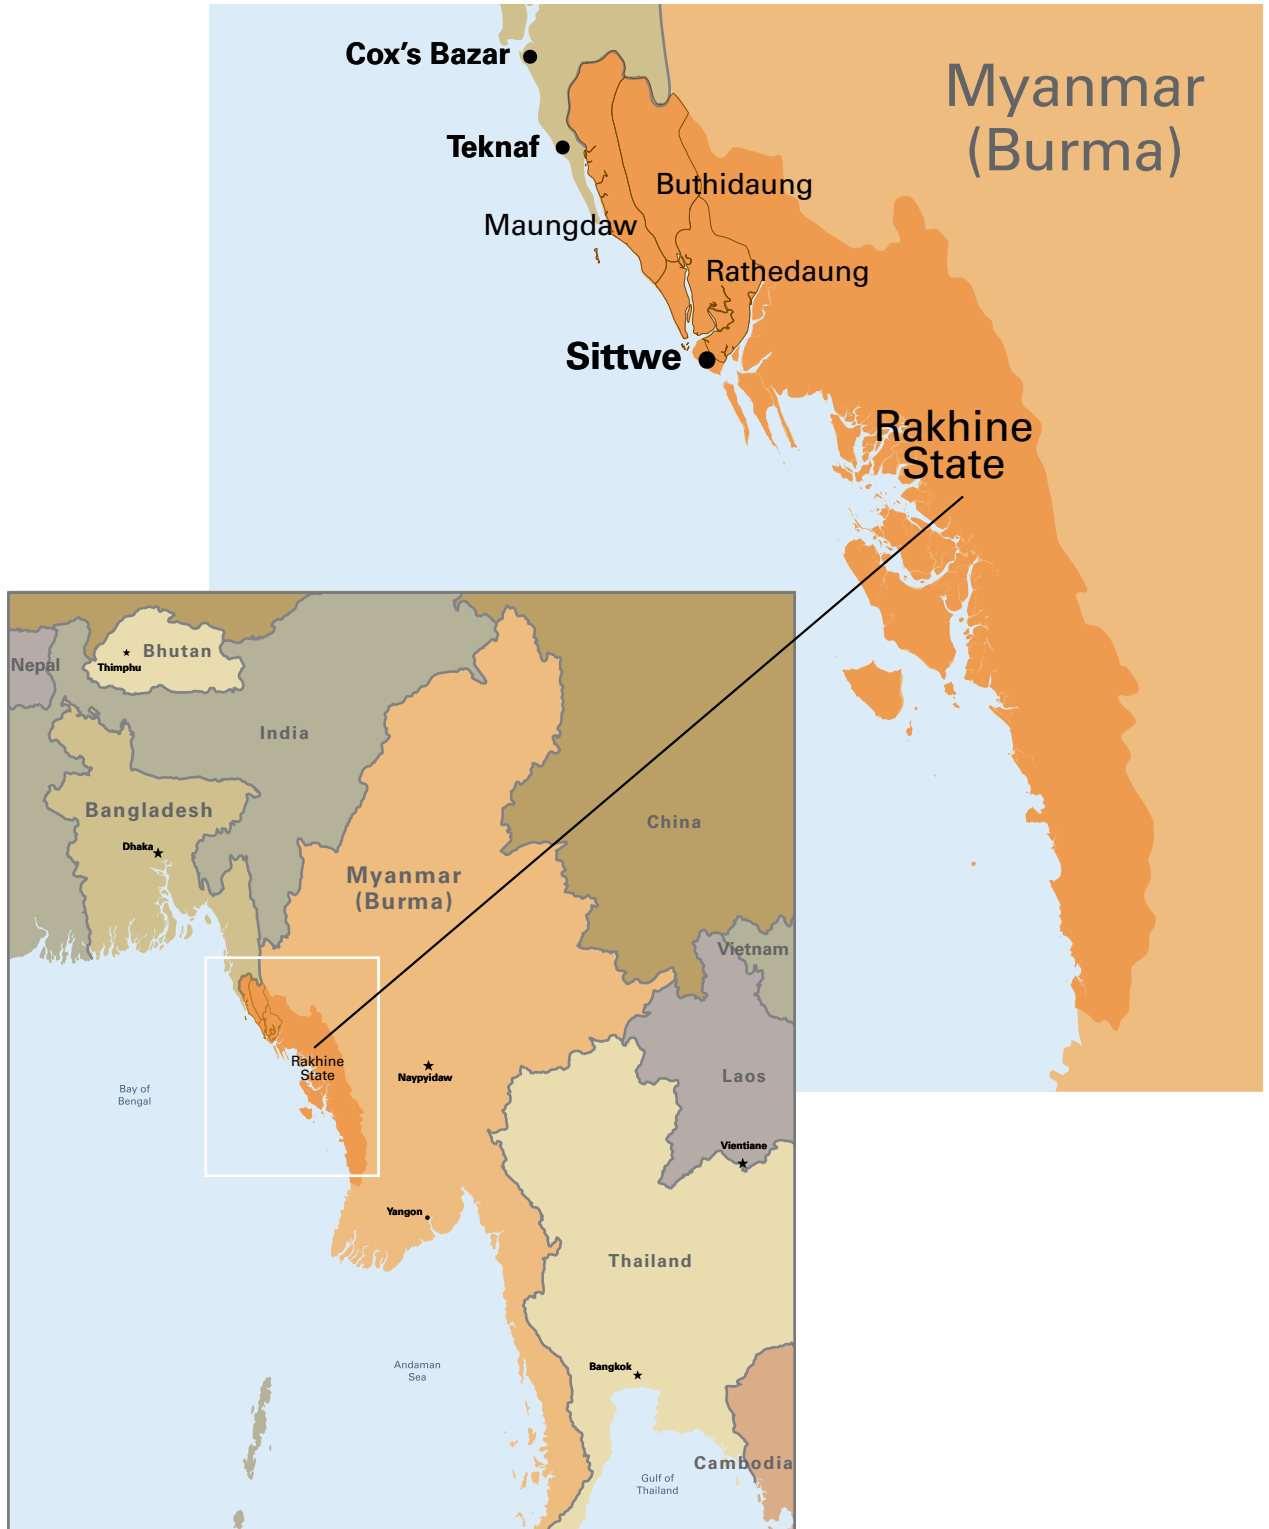 Cox's Bazar
Myanmar
(Burma)
Teknaf
Buthidaung
Maungdaw
Rathedaung
Sittwe
Rakhine
State
Nepal
Bhutan
Thimphu
India
Bangladesh
Dhaka
China
Myanmar
(Burma)
Vietnam
Rakhine
State
Naypyidaw
Laos
Bay of
Bengal
Vientiane
Yangon
Thailand
Andaman
Sea
Bangkok
Cambodia
Gulf of
Thailand